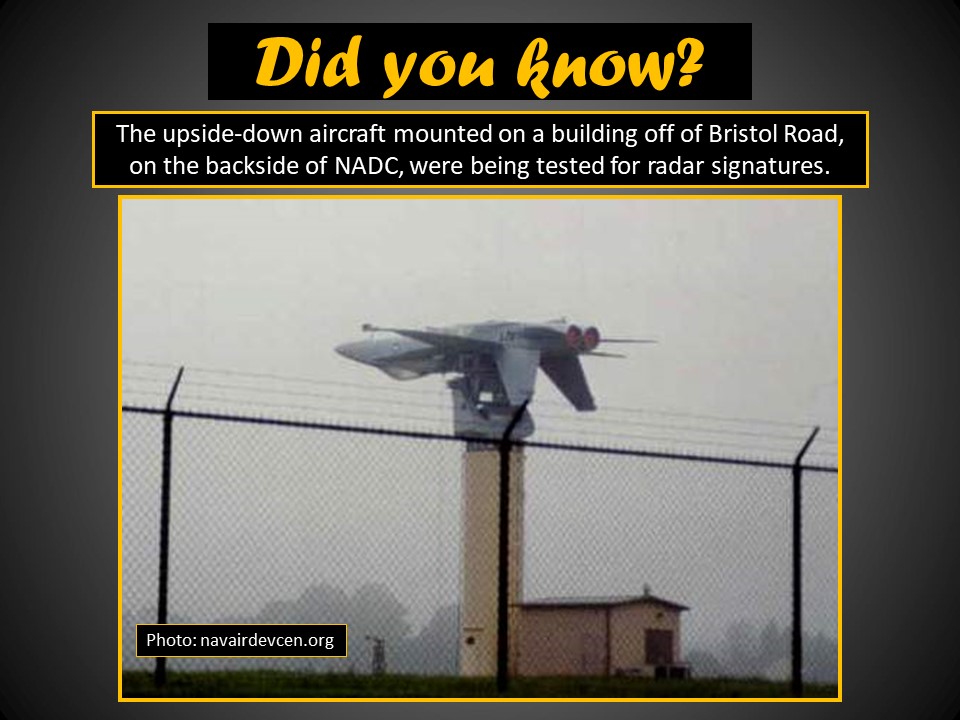 Did you know?
The upside-down aircraft mounted on a building off of Bristol Road,
on the backside of NADC, were being tested for radar signatures.
Photo: navairdevcen.org